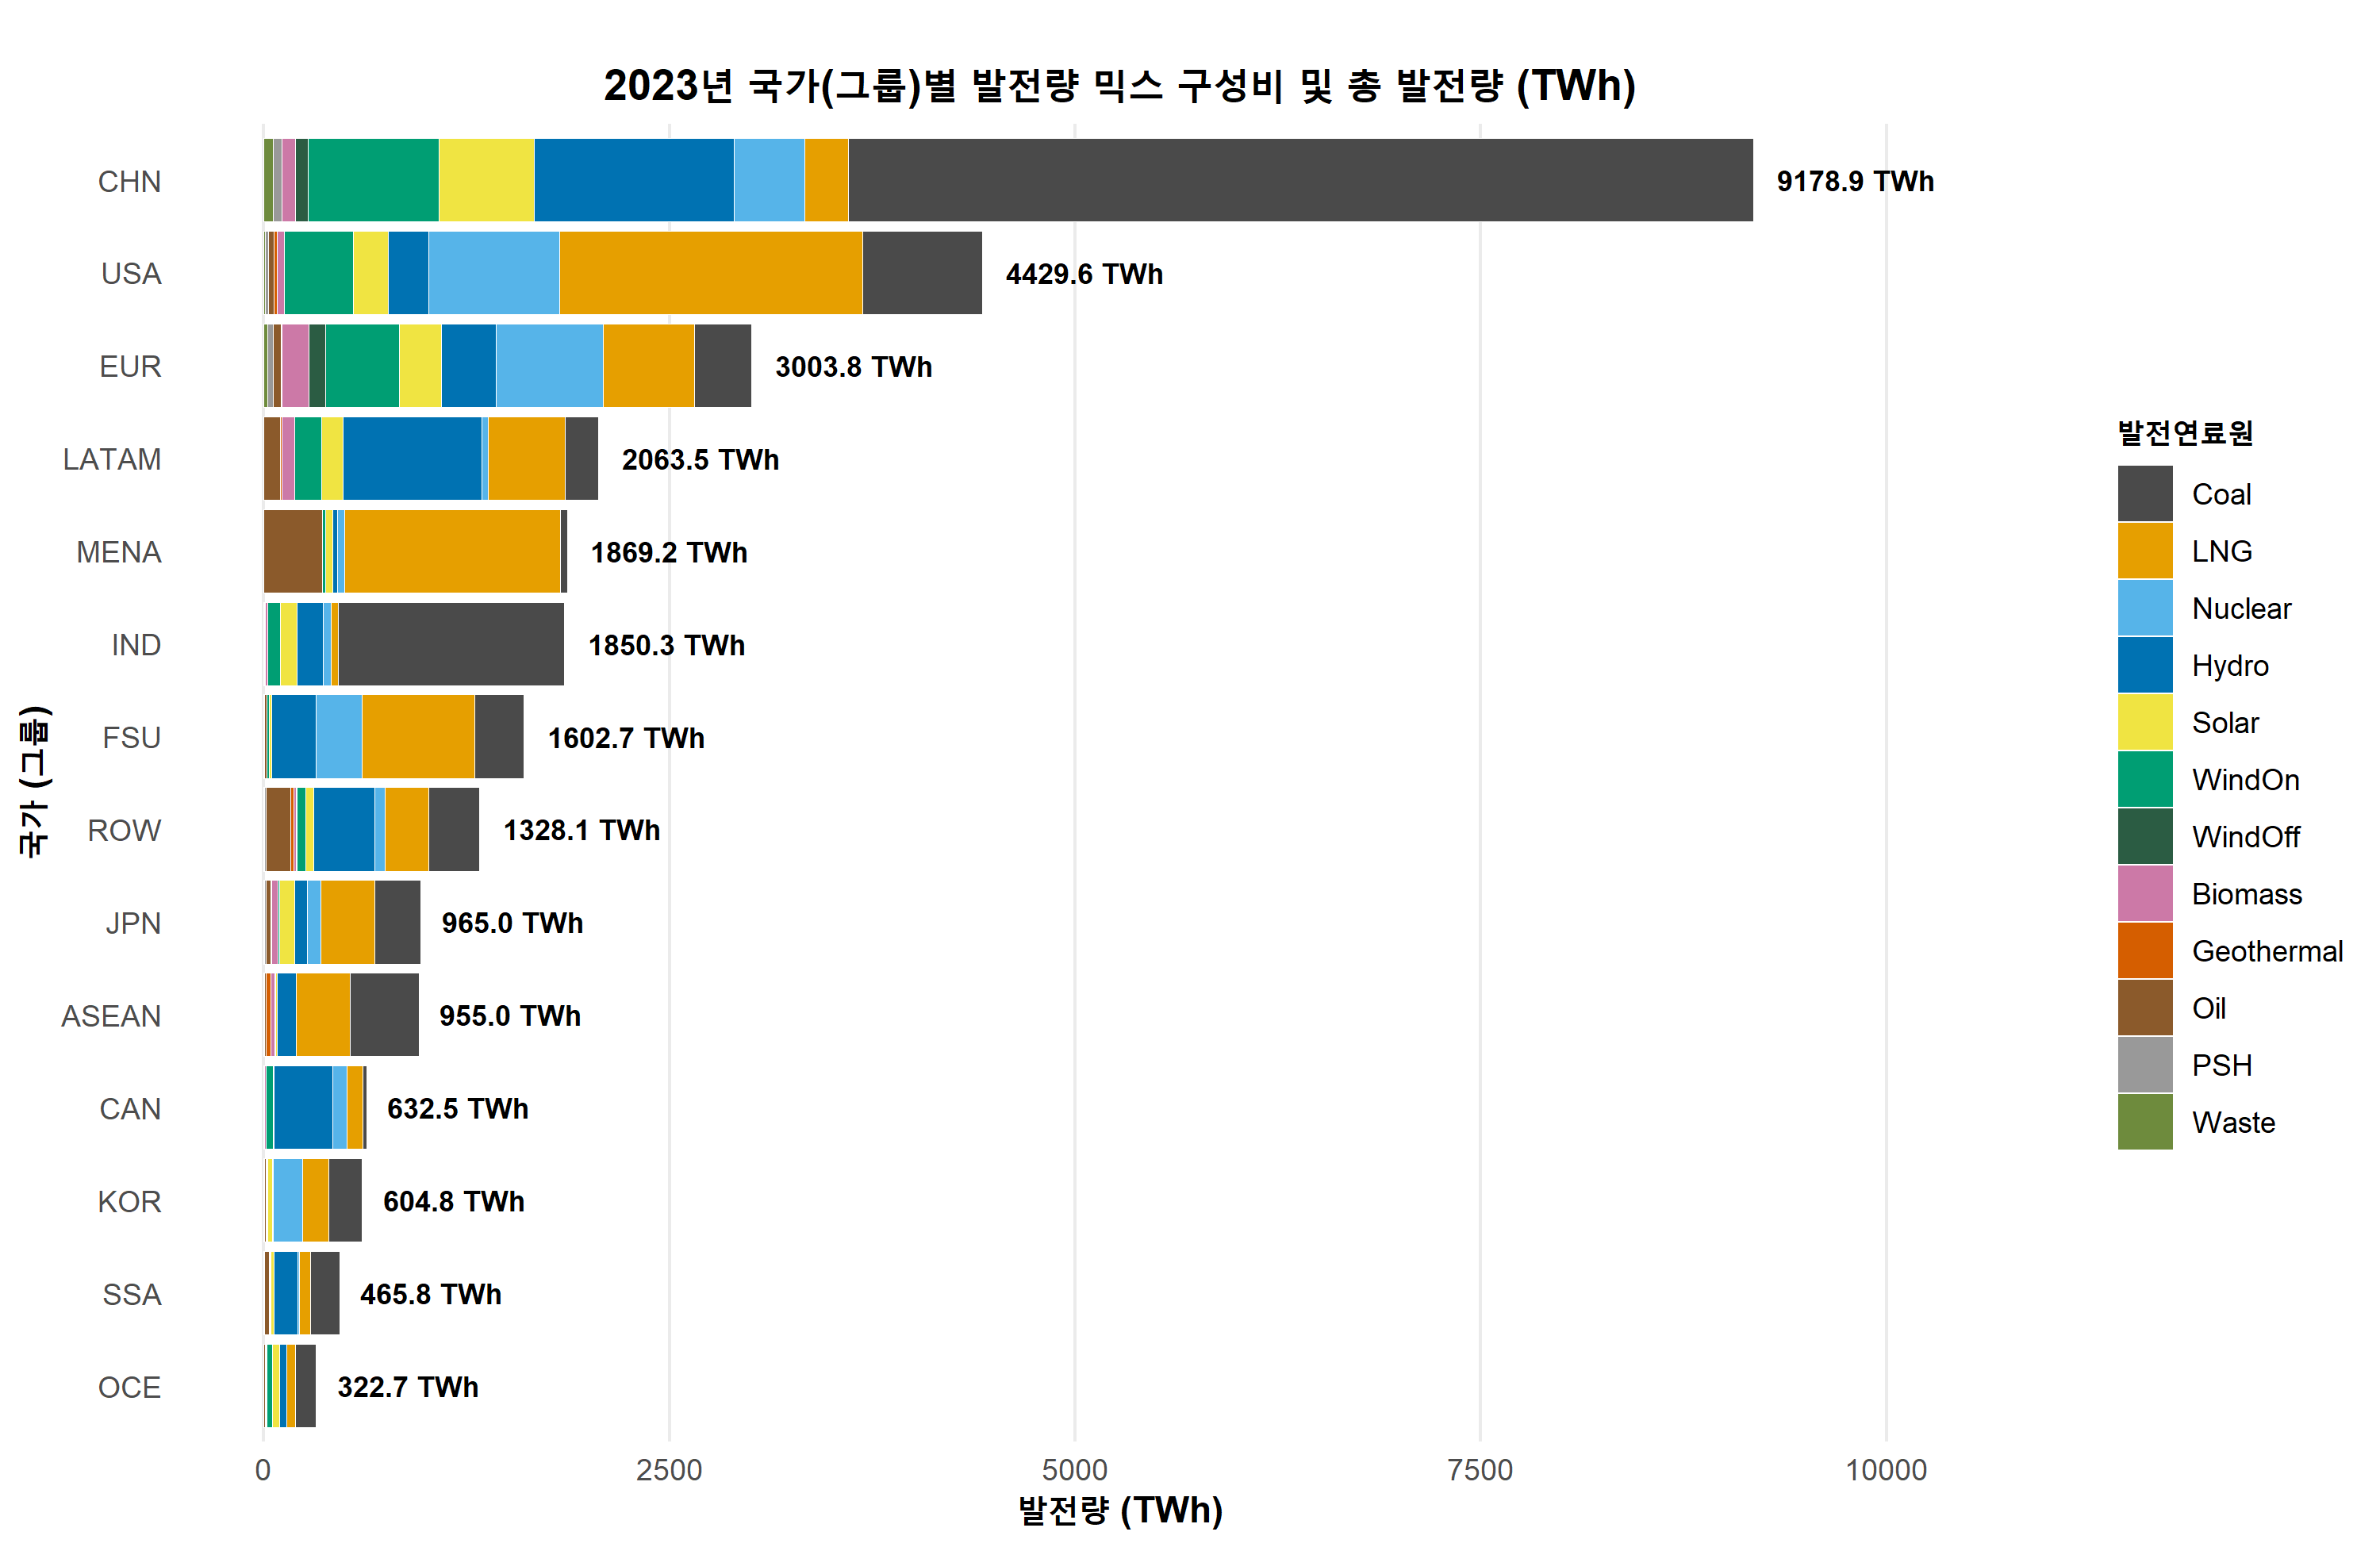 2023년 국가(그룹)별 발전량 믹스 구성비 및 총 발전량 (TWh)
국가 (그룹)
CHN 9178.9 TWh
USA 4429.6 TWh
EUR 3003.8 TWh
LATAM 2063.5 TWh
MENA 1869.2 TWh
IND 1850.3 TWh
FSU 1602.7 TWh
ROW 1328.1 TWh
JPN 965.0 TWh
ASEAN 955.0 TWh
CAN 632.5 TWh
KOR 604.8 TWh
SSA 465.8 TWh
OCE 322.7 TWh
0 2500 5000 7500 10000
발전량 (TWh)
발전연료원
Coal
LNG
Nuclear
Hydro
Solar
WindOn
WindOff
Biomass
Geothermal
Oil
PSH
Waste